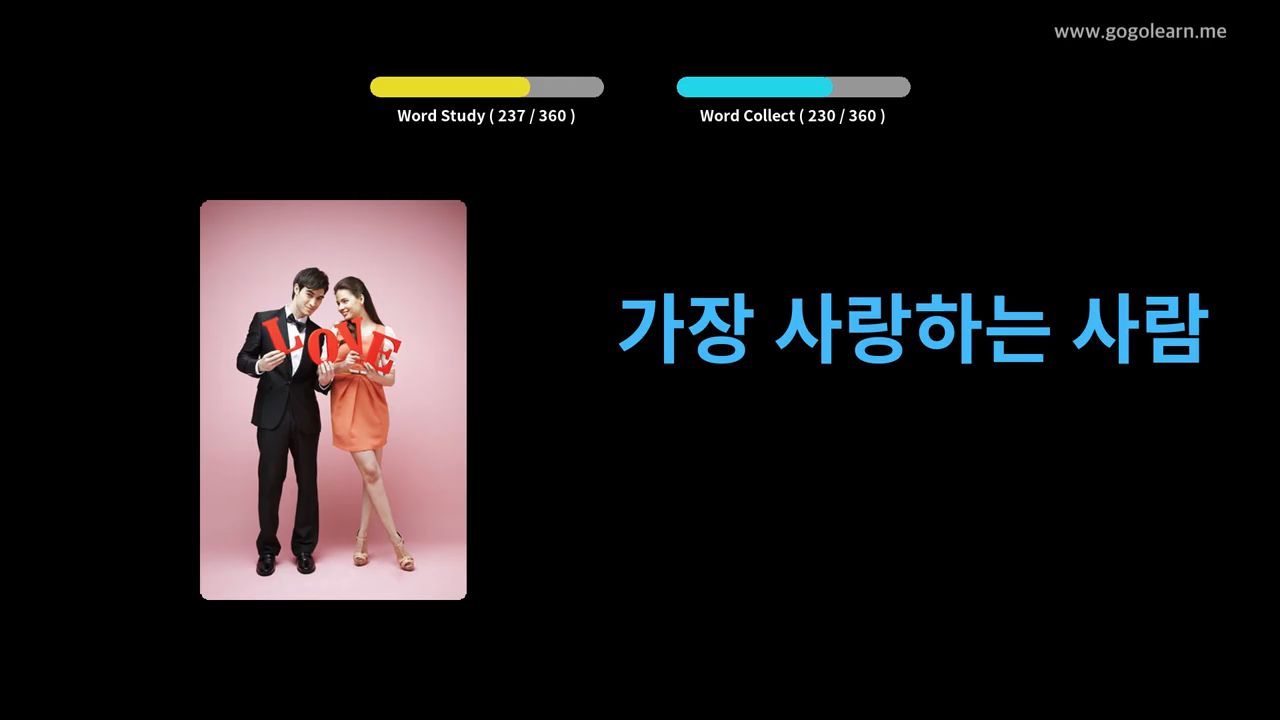 www.gogolearn.me
Word Study ( 237 / 360 )
Word Collect ( 230 / 360 )
LOVE
가장 사랑하는 사람